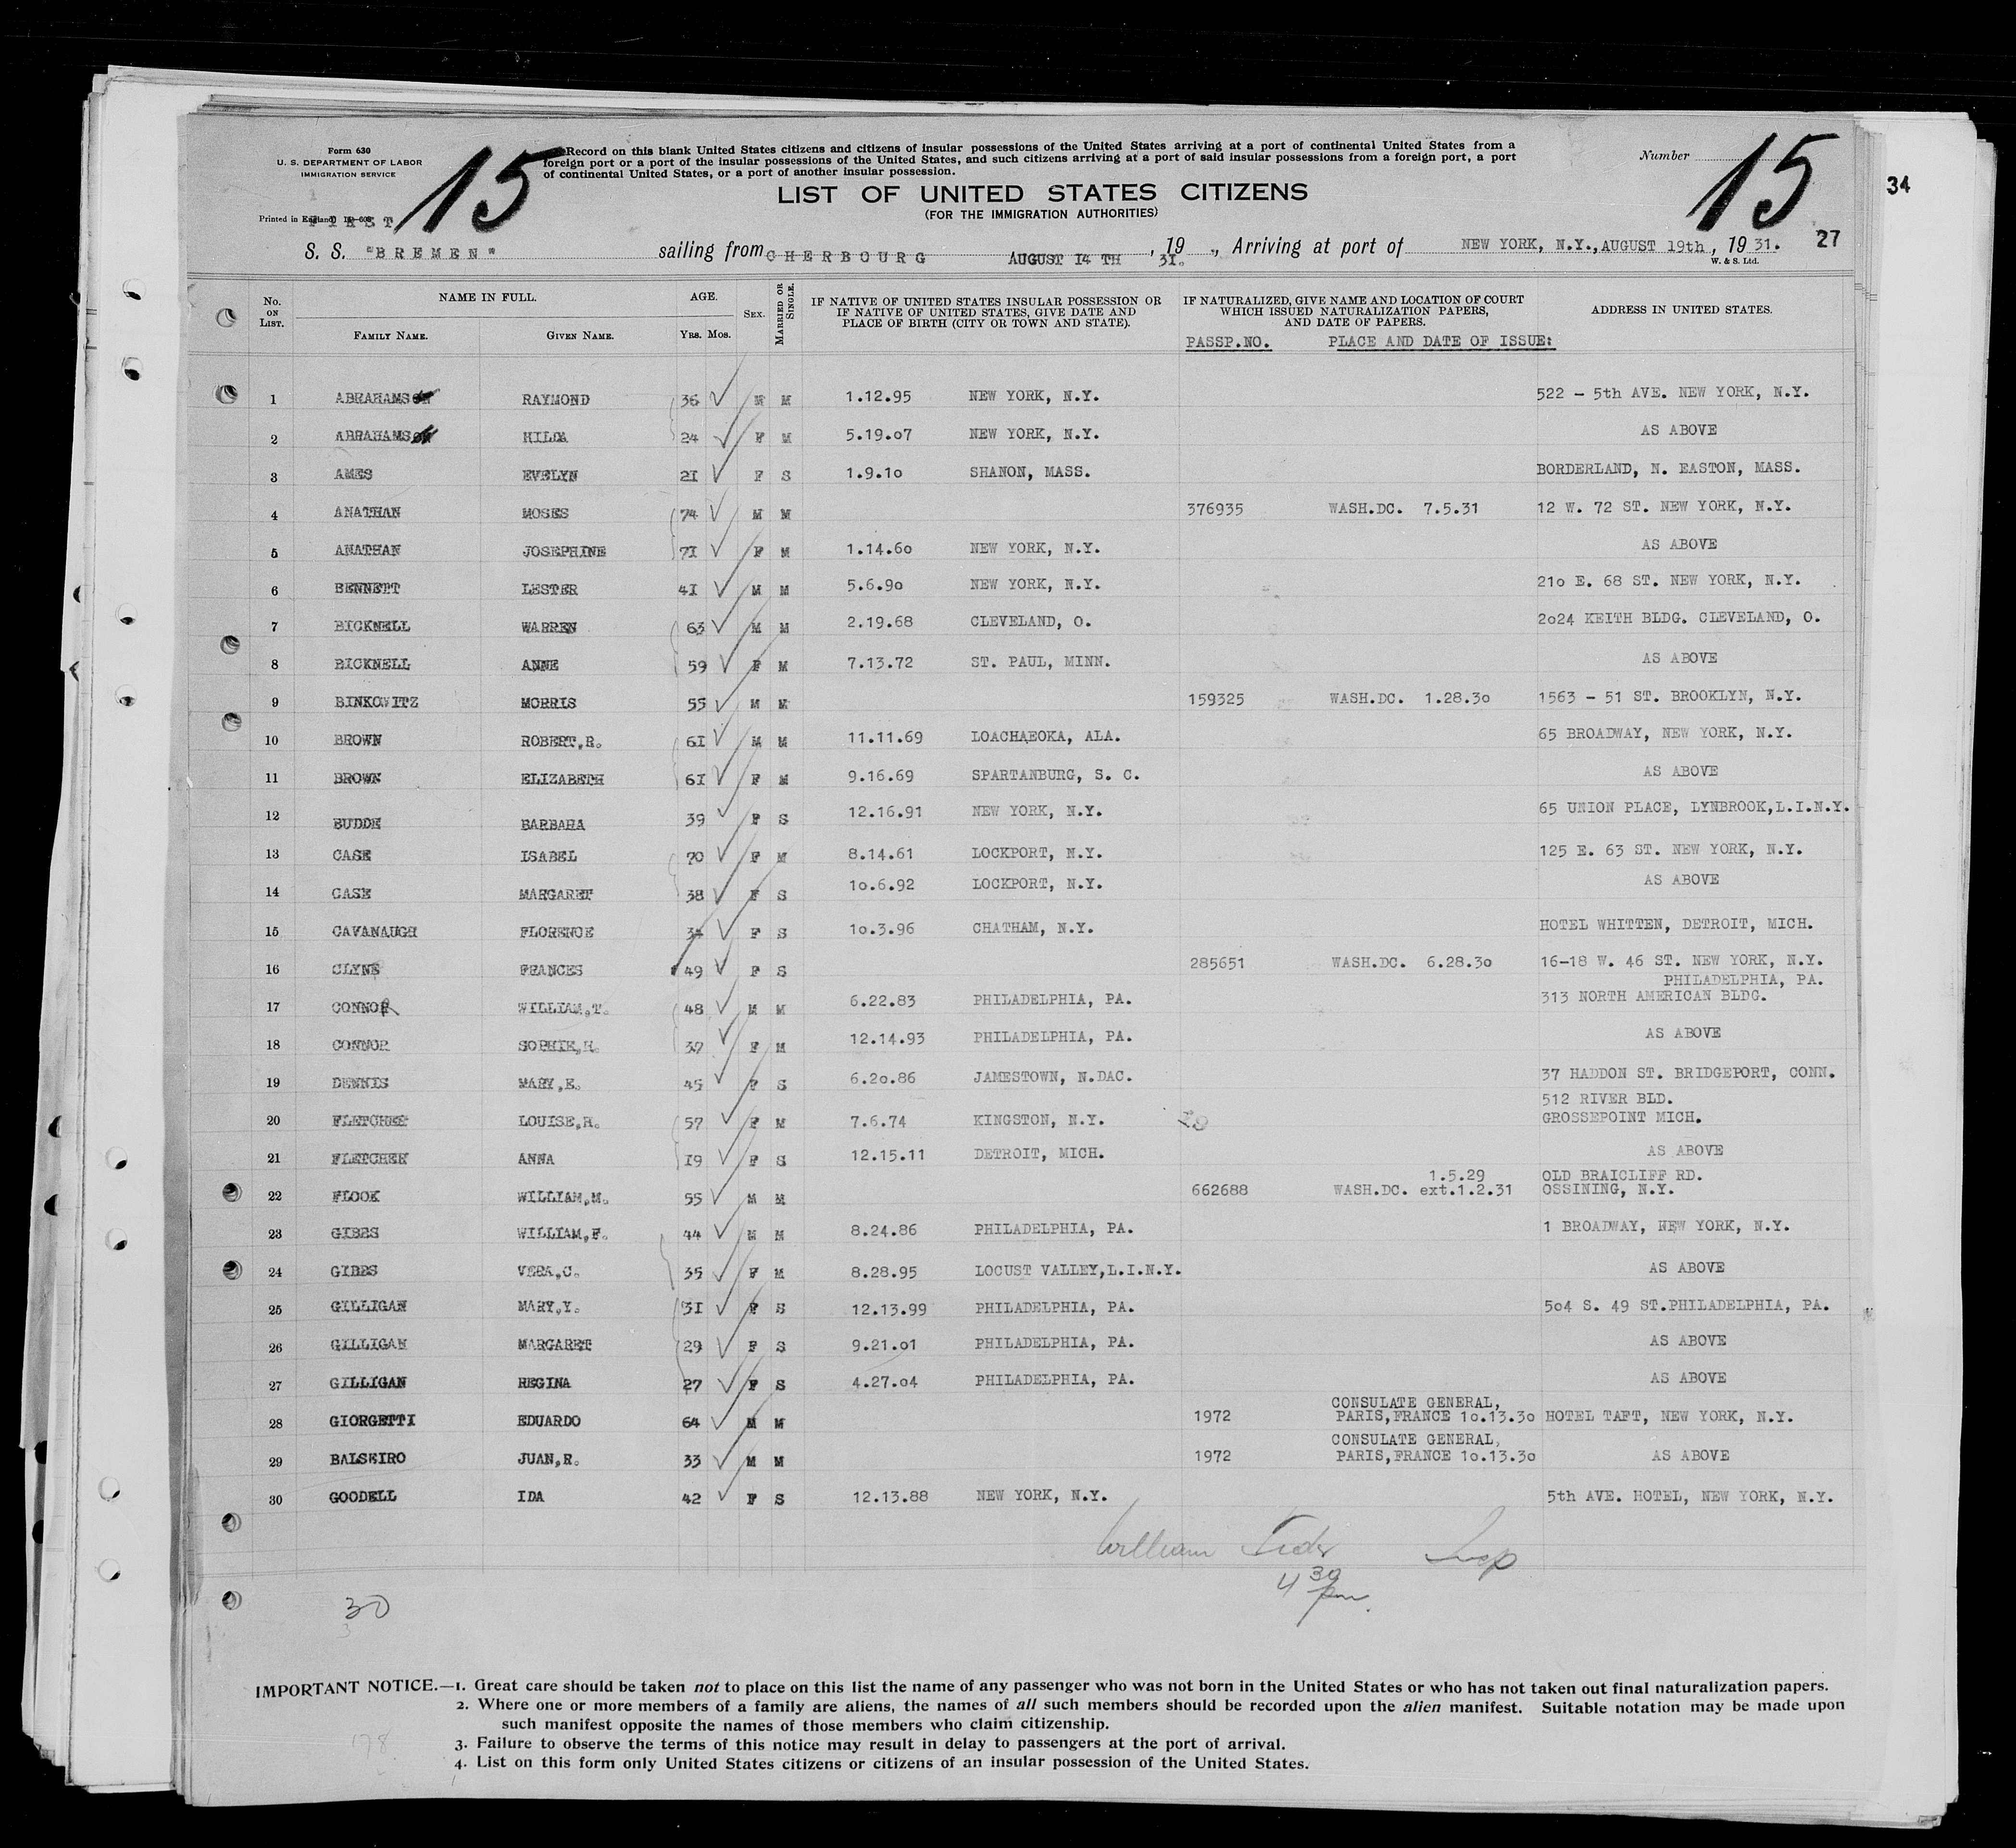 Form 630
U. S. DEPARTMENT OF LABOR
IMMIGRATION SERVICE
15
Record on this blank United States citizens and citizens of insular possessions of the United States arriving at a port of continental United States from a
foreign port or a port of the insular possessions of the United States, and such citizens arriving at a port of said insular possessions from a foreign port, a port
of continental United States, or a port of another insular possession.
Number 15
34
LIST OF UNITED STATES CITIZENS
(FOR THE IMMIGRATION AUTHORITIES)
Printed in England
FIRST
27
S. S. "BREMEN" sailing from CHERBOURG AUGUST 14 TH, 19 31., Arriving at port of NEW YORK, N.Y., AUGUST 19th, 1931.
W. & S. Ltd.
No. ON LIST. NAME IN FULL. FAMILY NAME. GIVEN NAME. AGE. YRS. MOS. SEX. MARRIED OR SINGLE. IF NATIVE OF UNITED STATES INSULAR POSSESSION OR IF NATIVE OF UNITED STATES, GIVE DATE AND PLACE OF BIRTH (CITY OR TOWN AND STATE). IF NATURALIZED, GIVE NAME AND LOCATION OF COURT WHICH ISSUED NATURALIZATION PAPERS, AND DATE OF PAPERS. ADDRESS IN UNITED STATES.
PASSP.NO. PLACE AND DATE OF ISSUE:
1 ABRAHAMS RAYMOND 36 M M 1.12.95 NEW YORK, N.Y. 522 - 5th AVE. NEW YORK, N.Y.
2 ABRAHAMS HILDA 24 F M 5.19.07 NEW YORK, N.Y. AS ABOVE
3 AMES EVELYN 21 F S 1.9.10 SHANON, MASS. BORDERLAND, N. EASTON, MASS.
4 ANATHAN MOSES 74 M M 376935 WASH.DC. 7.5.31 12 W. 72 ST. NEW YORK, N.Y.
5 ANATHAN JOSEPHINE 71 F M 1.14.60 NEW YORK, N.Y. AS ABOVE
6 BENNETT LESTER 41 M M 5.6.90 NEW YORK, N.Y. 210 E. 68 ST. NEW YORK, N.Y.
7 BICKNELL WARREN 63 M M 2.19.68 CLEVELAND, O. 2024 KEITH BLDG. CLEVELAND, O.
8 BICKNELL ANNE 59 F M 7.13.72 ST. PAUL, MINN. AS ABOVE
9 BINKOWITZ MORRIS 55 M M 159325 WASH.DC. 1.28.30 1563 - 51 ST. BROOKLYN, N.Y.
10 BROWN ROBERT,R. 61 M M 11.11.69 LOACHAEOKA, ALA. 65 BROADWAY, NEW YORK, N.Y.
11 BROWN ELIZABETH 61 F M 9.16.69 SPARTANBURG, S. C. AS ABOVE
12 BUDDE BARBARA 39 F S 12.16.91 NEW YORK, N.Y. 65 UNION PLACE, LYNBROOK,L.I.N.Y.
13 CASE ISABEL 70 F M 8.14.61 LOCKPORT, N.Y. 125 E. 63 ST. NEW YORK, N.Y.
14 CASE MARGARET 38 F S 10.6.92 LOCKPORT, N.Y. AS ABOVE
15 CAVANAUGH FLORENCE 34 F S 10.3.96 CHATHAM, N.Y. HOTEL WHITTEN, DETROIT, MICH.
16 CLYNE FRANCES 49 F S 285651 WASH.DC. 6.28.30 16-18 W. 46 ST. NEW YORK, N.Y.
PHILADELPHIA, PA.
17 CONNOR WILLIAM,T. 48 M M 6.22.83 PHILADELPHIA, PA. 313 NORTH AMERICAN BLDG.
18 CONNOR SOPHIE,H. 37 F M 12.14.93 PHILADELPHIA, PA. AS ABOVE
19 DENNIS MARY,E. 45 F S 6.20.86 JAMESTOWN, N.DAC. 37 HADDON ST. BRIDGEPORT, CONN.
512 RIVER BLD.
20 FLETCHER LOUISE,H. 57 F M 7.6.74 KINGSTON, N.Y. GROSSEPOINT MICH.
21 FLETCHER ANNA 19 F S 12.15.11 DETROIT, MICH. AS ABOVE
1.5.29 OLD BRAICLIFF RD.
22 FLOOK WILLIAM,M. 55 M M 662688 WASH.DC. ext.1.2.31 OSSINING, N.Y.
23 GIBBS WILLIAM,F. 44 M M 8.24.86 PHILADELPHIA, PA. 1 BROADWAY, NEW YORK, N.Y.
24 GIBBS VERA,C. 35 F M 8.28.95 LOCUST VALLEY,L.I.N.Y. AS ABOVE
25 GILLIGAN MARY,Y. 31 F S 12.13.99 PHILADELPHIA, PA. 504 S. 49 ST.PHILADELPHIA, PA.
26 GILLIGAN MARGARET 29 F S 9.21.01 PHILADELPHIA, PA. AS ABOVE
27 GILLIGAN REGINA 27 F S 4.27.04 PHILADELPHIA, PA. AS ABOVE
CONSULATE GENERAL,
28 GIORGETTI EDUARDO 64 M M 1972 PARIS,FRANCE 10.13.30 HOTEL TAFT, NEW YORK, N.Y.
CONSULATE GENERAL,
29 BALSEIRO JUAN,R. 33 M M 1972 PARIS,FRANCE 10.13.30 AS ABOVE
30 GOODELL IDA 42 F S 12.13.88 NEW YORK, N.Y. 5th AVE. HOTEL, NEW YORK, N.Y.
William Insp
4 30 pm.
30
178
IMPORTANT NOTICE.—1. Great care should be taken not to place on this list the name of any passenger who was not born in the United States or who has not taken out final naturalization papers.
2. Where one or more members of a family are aliens, the names of all such members should be recorded upon the alien manifest. Suitable notation may be made upon
such manifest opposite the names of those members who claim citizenship.
3. Failure to observe the terms of this notice may result in delay to passengers at the port of arrival.
4. List on this form only United States citizens or citizens of an insular possession of the United States.